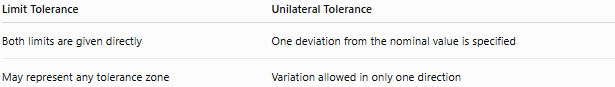 Limit Tolerance Unilateral Tolerance
Both limits are given directly One deviation from the nominal value is specified
May represent any tolerance zone Variation allowed in only one direction